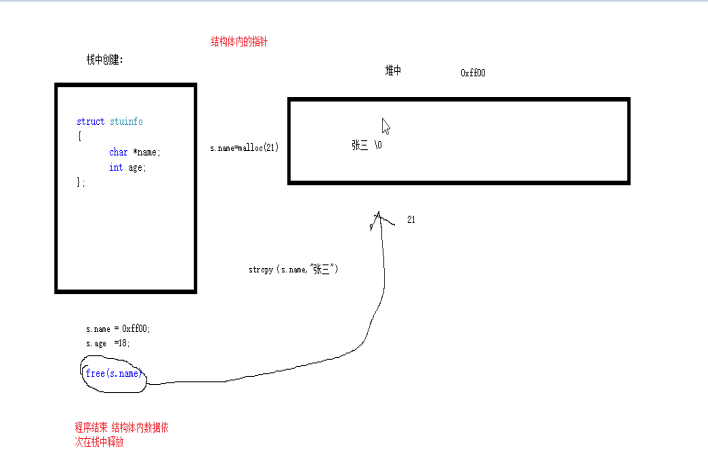 结构体内的指针
栈中创建:
堆中 0xff00
struct stuinfo
{
char *name;
int age;
};
s.name=malloc(21)
张三 \0
21
strcpy(s.name,"张三")
s.name = 0xff00;
s.age =18;
free(s.name)
程序结束 结构体内数据依
次在栈中释放